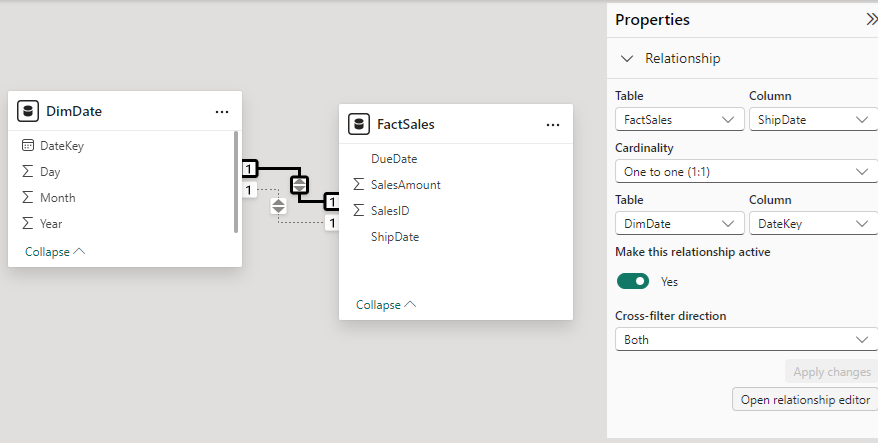 DimDate
...
DateKey
Day
Month
Year
Collapse
1
1
FactSales
...
DueDate
SalesAmount
SalesID
ShipDate
Collapse
1
1
Properties
Relationship
Table Column
FactSales ShipDate
Cardinality
One to one (1:1)
Table Column
DimDate DateKey
Make this relationship active
Yes
Cross-filter direction
Both
Apply changes
Open relationship editor